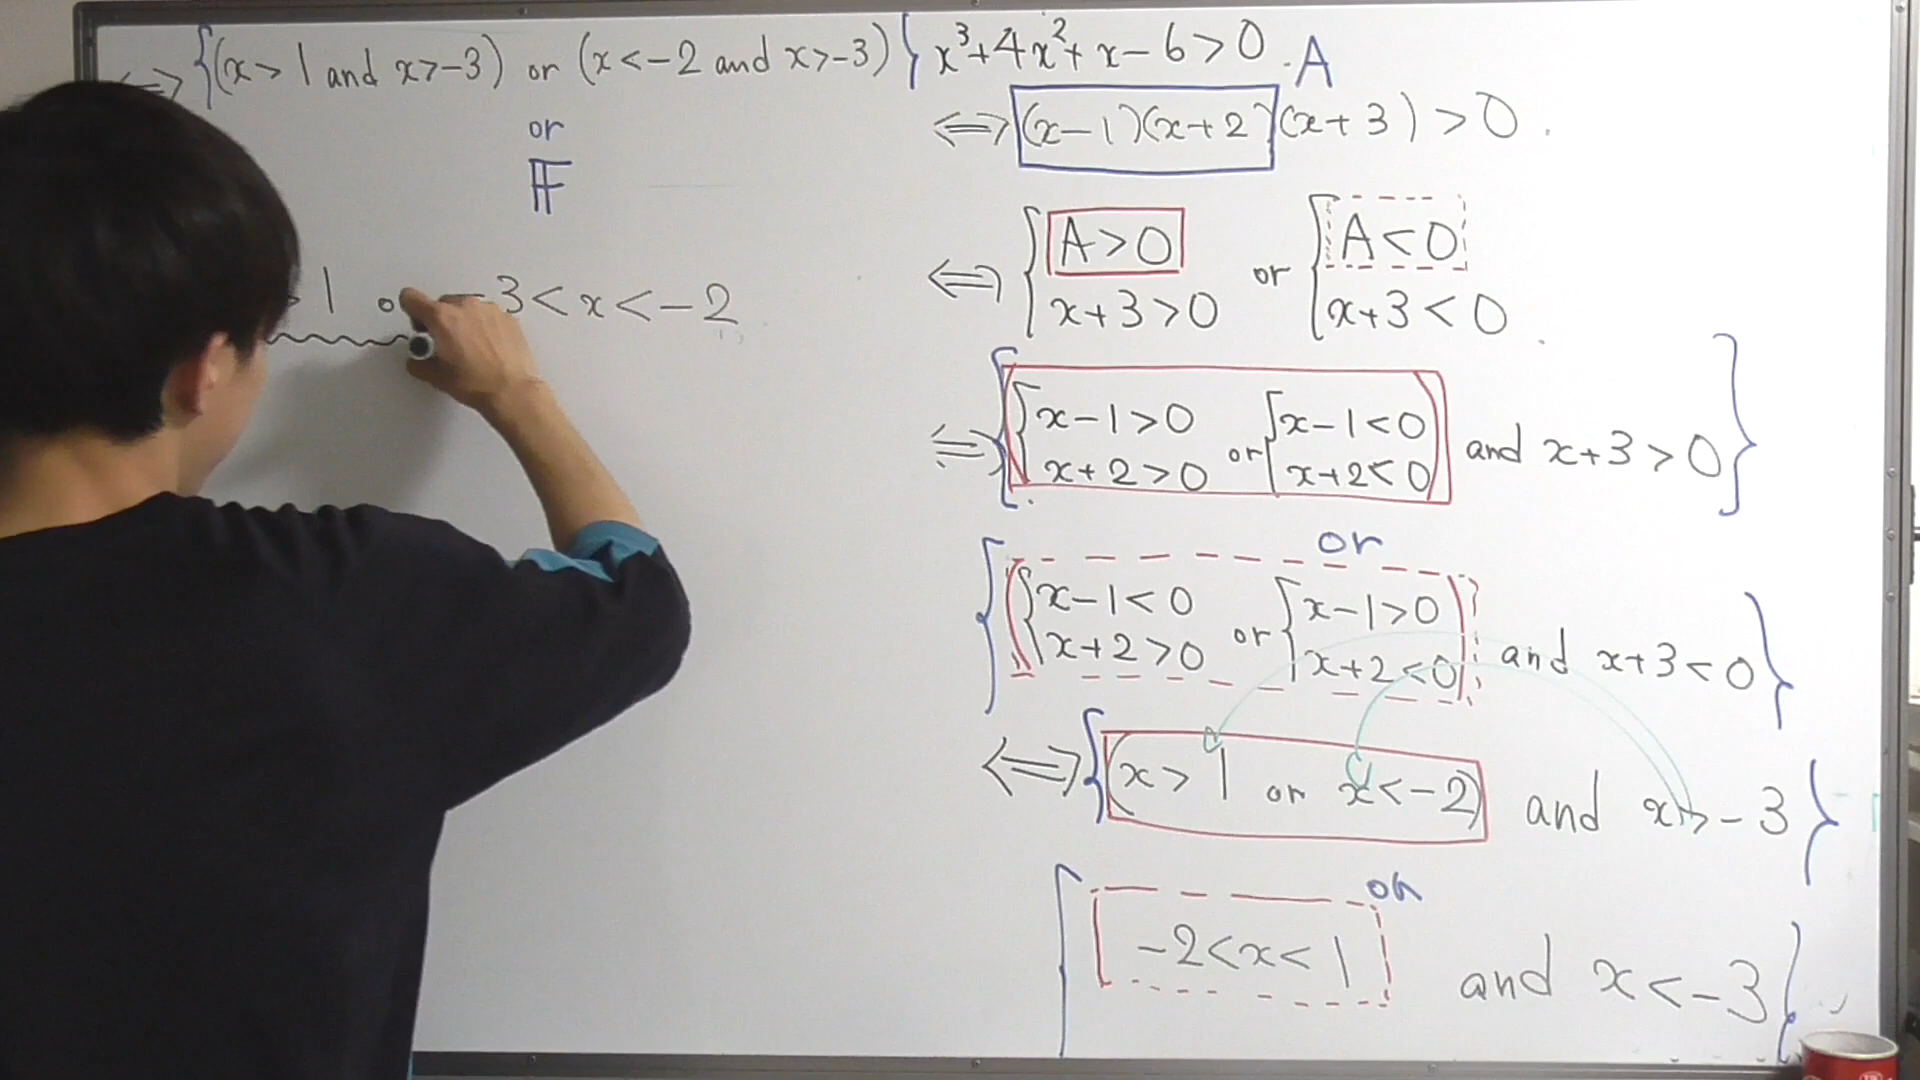 ⇔ {(x>1 and x>-3) or (x<-2 and x>-3)}
or
F
>1 or -3<x<-2
x³+4x²+x-6>0. A
⇔ (x-1)(x+2)(x+3)>0.
⇔ { A>0 or { A<0
x+3>0 x+3<0
⇔ { { x-1>0 or { x-1<0 and x+3>0 }
x+2>0 x+2<0
or
{ { x-1<0 or { x-1>0 and x+3<0 }
x+2>0 x+2<0
⇔ { (x>1 or x<-2) and x>-3 }
or
{ -2<x<1 and x<-3 }